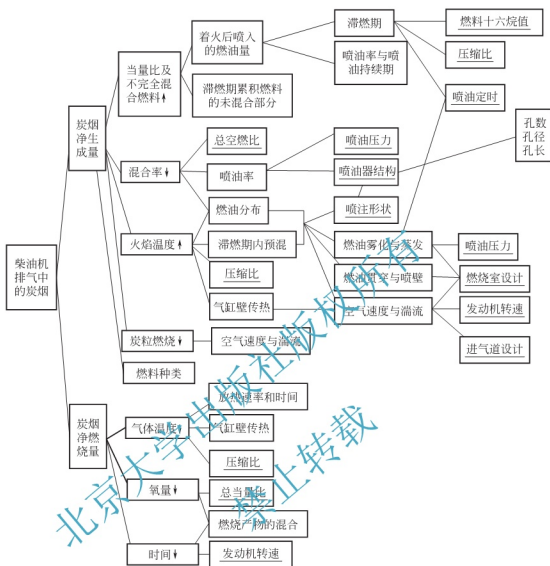 着火后喷入
的燃油量
滞燃期
燃料十六烷值
当量比及
不完全混
合燃料↑
喷油率与喷
油持续期
压缩比
滞燃期累积燃料
的未混合部分
喷油定时
炭烟
净生
成量
孔数
孔径
孔长
总空燃比
喷油压力
混合率↓
喷油率
喷油器结构
燃油分布
喷注形状
火焰温度↑
滞燃期内预混
燃油雾化与蒸发
喷油压力
柴油机
排气中
的炭烟
压缩比
燃油贯穿与喷壁
燃烧室设计
气缸壁传热
空气速度与湍流
发动机转速
炭粒燃烧↓
空气速度与湍流
进气道设计
燃料种类
放热速率和时间
炭烟
净燃
烧量
气体温度↓
气缸壁传热
压缩比
氧量↓
总当量比
燃烧产物的混合
时间↓
发动机转速
北京大学出版社版权所有
禁止转载